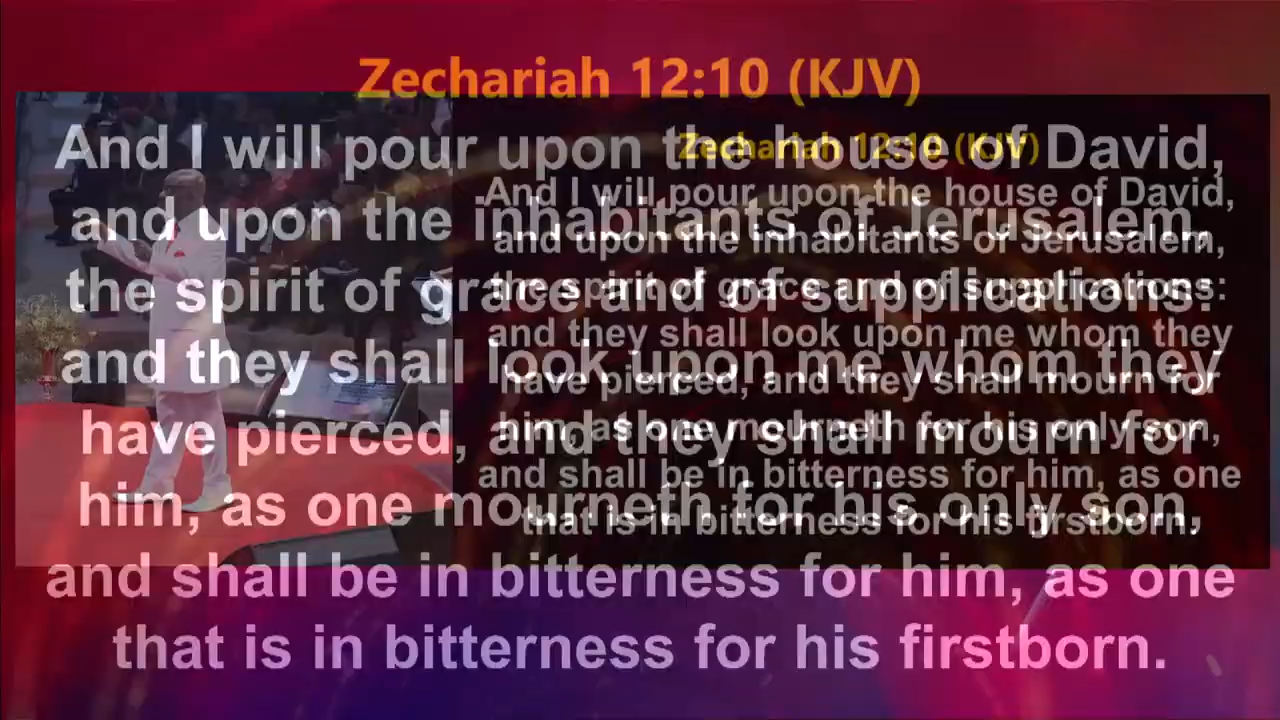 Zechariah 12:10 (KJV)
And I will pour upon the house of David,
and upon the inhabitants of Jerusalem,
the spirit of grace and of supplications:
and they shall look upon me whom they
have pierced, and they shall mourn for
him, as one mourneth for his only son,
and shall be in bitterness for him, as one
that is in bitterness for his firstborn.
Zechariah 12:10 (KJV)
And I will pour upon the house of David,
and upon the inhabitants of Jerusalem,
the spirit of grace and of supplications:
and they shall look upon me whom they
have pierced, and they shall mourn for
him, as one mourneth for his only son,
and shall be in bitterness for him, as one
that is in bitterness for his firstborn.